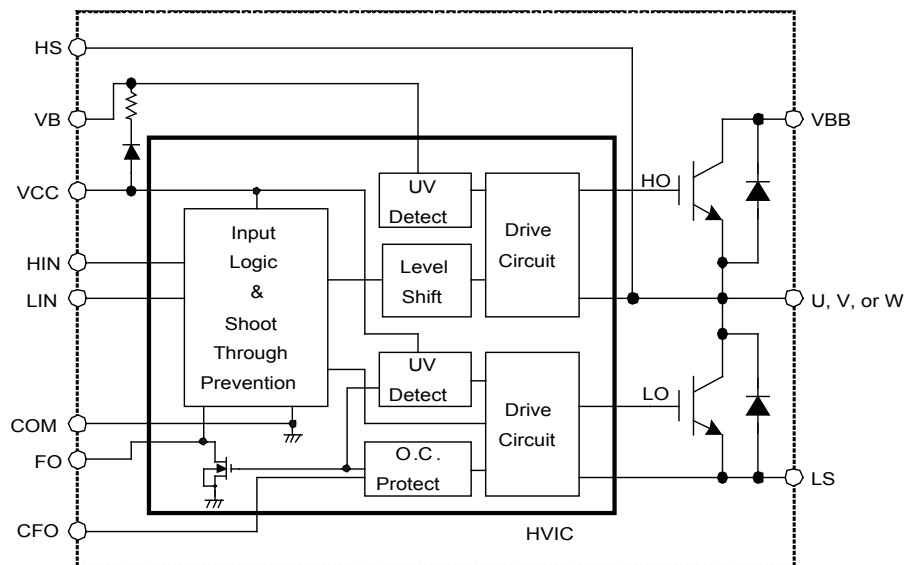 HS
VB
VBB
VCC
UV
Detect
HO
Input
Logic
&
Shoot
Through
Prevention
Drive
Circuit
HIN
Level
Shift
LIN
U, V, or W
UV
Detect
LO
Drive
Circuit
COM
FO
O.C.
Protect
LS
CFO
HVIC